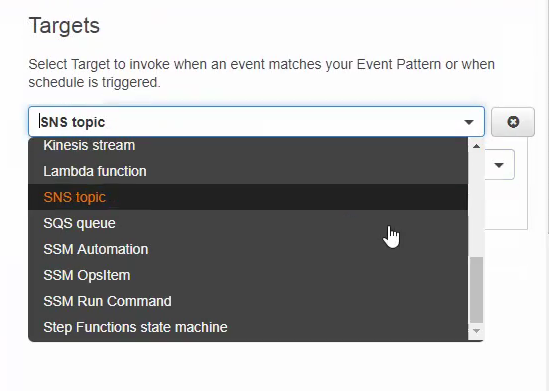 Targets
Select Target to invoke when an event matches your Event Pattern or when
schedule is triggered.
SNS topic
Kinesis stream
Lambda function
SNS topic
SQS queue
SSM Automation
SSM OpsItem
SSM Run Command
Step Functions state machine